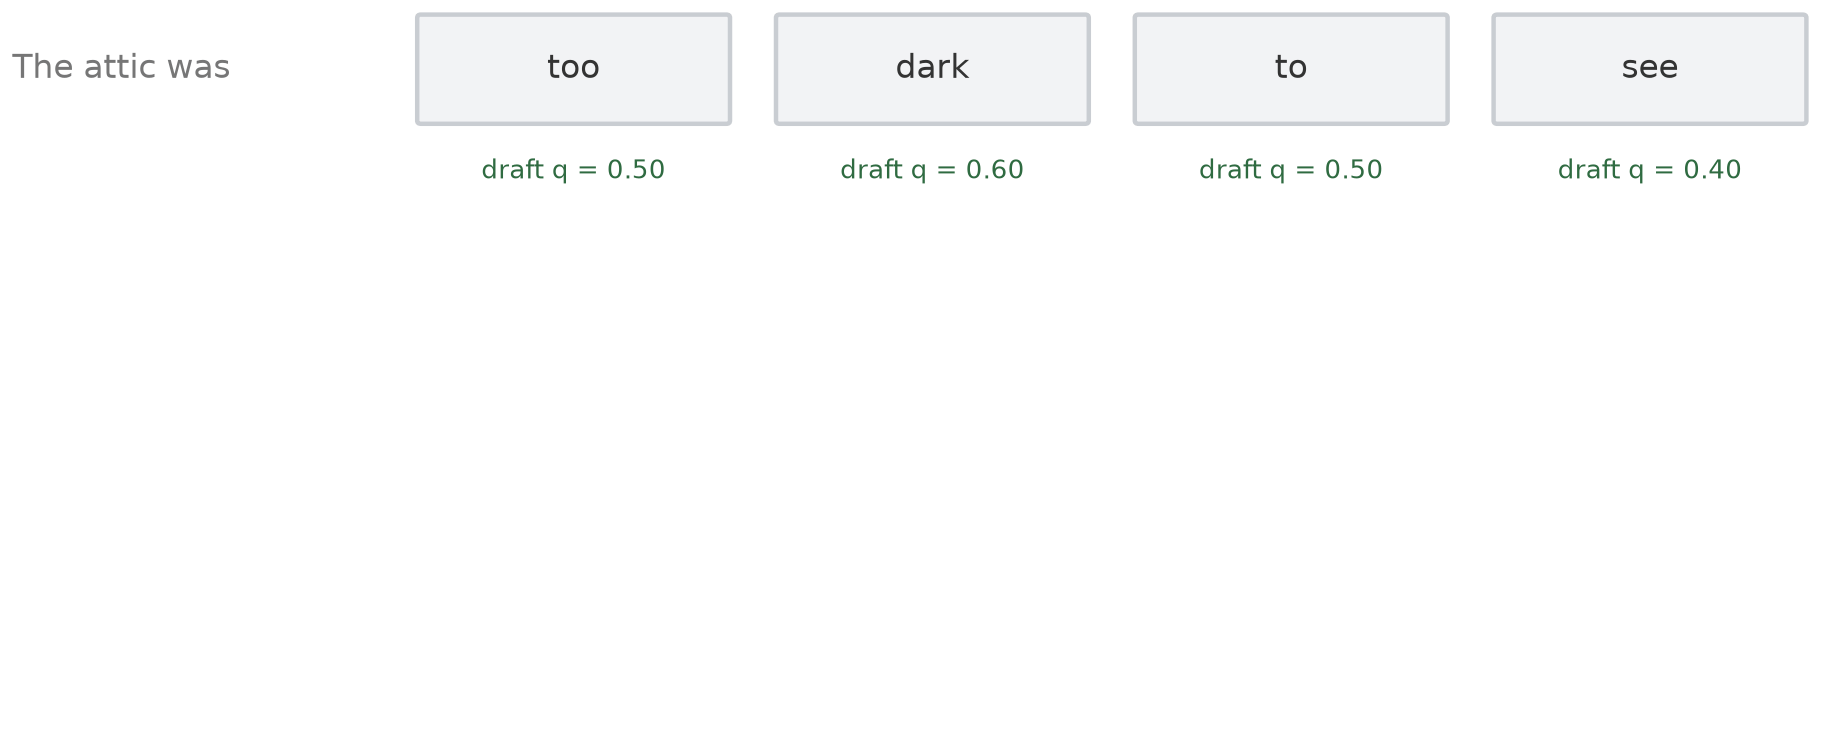 The attic was too dark to see
draft q = 0.50 draft q = 0.60 draft q = 0.50 draft q = 0.40